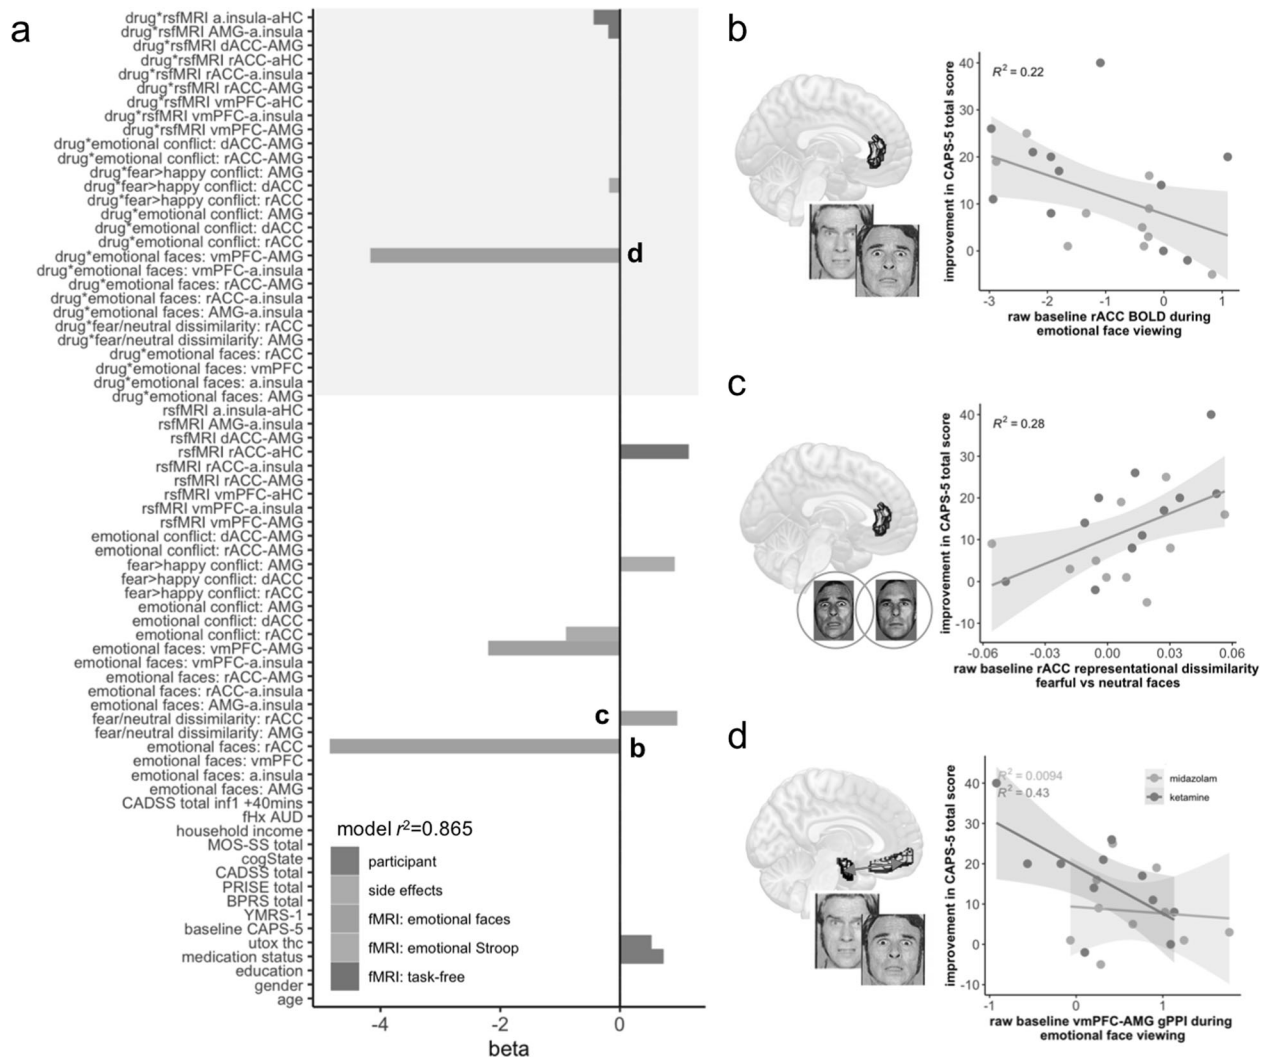 a
drug*rsfMRI a.insula-aHC
drug*rsfMRI AMG-a.insula
drug*rsfMRI dACC-AMG
drug*rsfMRI rACC-aHC
drug*rsfMRI rACC-a.insula
drug*rsfMRI rACC-AMG
drug*rsfMRI vmPFC-aHC
drug*rsfMRI vmPFC-a.insula
drug*rsfMRI vmPFC-AMG
drug*emotional conflict: dACC-AMG
drug*emotional conflict: rACC-AMG
drug*fear>happy conflict: AMG
drug*fear>happy conflict: dACC
drug*fear>happy conflict: rACC
drug*emotional conflict: AMG
drug*emotional conflict: dACC
drug*emotional conflict: rACC
drug*emotional faces: vmPFC-AMG
drug*emotional faces: vmPFC-a.insula
drug*emotional faces: rACC-AMG
drug*emotional faces: rACC-a.insula
drug*emotional faces: AMG-a.insula
drug*fear/neutral dissimilarity: rACC
drug*fear/neutral dissimilarity: AMG
drug*emotional faces: rACC
drug*emotional faces: vmPFC
drug*emotional faces: a.insula
drug*emotional faces: AMG
rsfMRI a.insula-aHC
rsfMRI AMG-a.insula
rsfMRI dACC-AMG
rsfMRI rACC-aHC
rsfMRI rACC-a.insula
rsfMRI rACC-AMG
rsfMRI vmPFC-aHC
rsfMRI vmPFC-a.insula
rsfMRI vmPFC-AMG
emotional conflict: dACC-AMG
emotional conflict: rACC-AMG
fear>happy conflict: AMG
fear>happy conflict: dACC
fear>happy conflict: rACC
emotional conflict: AMG
emotional conflict: dACC
emotional conflict: rACC
emotional faces: vmPFC-AMG
emotional faces: vmPFC-a.insula
emotional faces: rACC-AMG
emotional faces: rACC-a.insula
emotional faces: AMG-a.insula
fear/neutral dissimilarity: rACC
fear/neutral dissimilarity: AMG
emotional faces: rACC
emotional faces: vmPFC
emotional faces: a.insula
emotional faces: AMG
CADSS total inf1 +40mins
fHx AUD
household income
MOS-SS total
cogState
CADSS total
PRISE total
BPRS total
YMRS-1
baseline CAPS-5
utox thc
medication status
education
gender
age
d
c
b
model r²=0.865
participant
side effects
fMRI: emotional faces
fMRI: emotional Stroop
fMRI: task-free
-4
-2
0
beta
b
improvement in CAPS-5 total score
40
30
20
10
0
R² = 0.22
-3
-2
-1
0
1
raw baseline rACC BOLD during
emotional face viewing
c
improvement in CAPS-5 total score
40
30
20
10
0
-10
R² = 0.28
-0.06
-0.03
0.00
0.03
0.06
raw baseline rACC representational dissimilarity
fearful vs neutral faces
d
improvement in CAPS-5 total score
40
30
20
10
0
-10
R² = 0.0094
R² = 0.43
midazolam
ketamine
-1
0
1
raw baseline vmPFC-AMG gPPI during
emotional face viewing